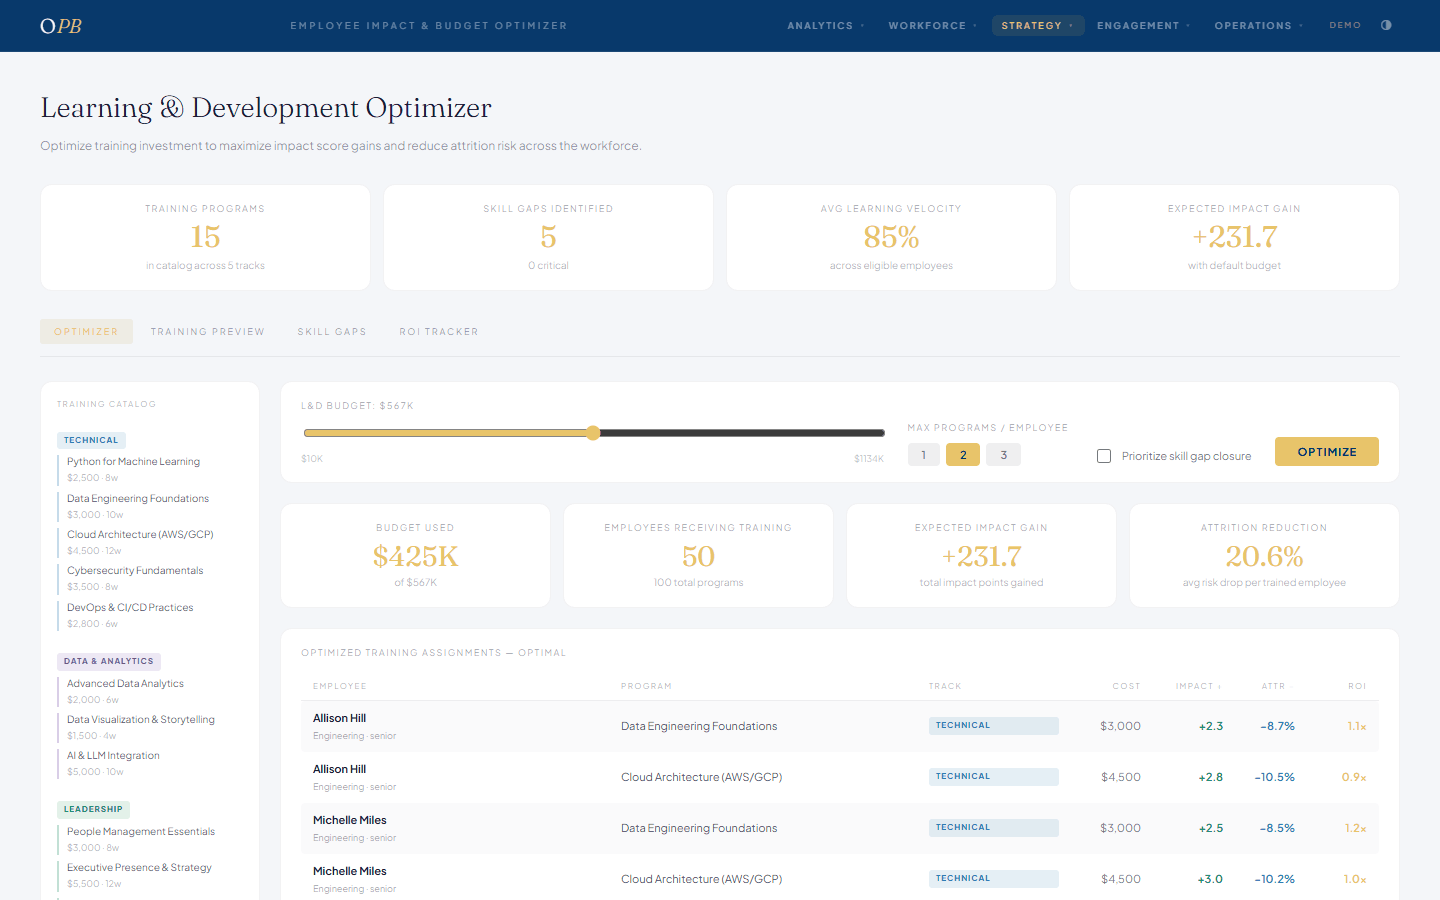 OPB
EMPLOYEE IMPACT & BUDGET OPTIMIZER
ANALYTICS
WORKFORCE
STRATEGY
ENGAGEMENT
OPERATIONS
DEMO
Learning & Development Optimizer
Optimize training investment to maximize impact score gains and reduce attrition risk across the workforce.
TRAINING PROGRAMS
15
in catalog across 5 tracks
SKILL GAPS IDENTIFIED
5
0 critical
AVG LEARNING VELOCITY
85%
across eligible employees
EXPECTED IMPACT GAIN
+231.7
with default budget
OPTIMIZER
TRAINING PREVIEW
SKILL GAPS
ROI TRACKER
TRAINING CATALOG
TECHNICAL
Python for Machine Learning
$2,500 · 8w
Data Engineering Foundations
$3,000 · 10w
Cloud Architecture (AWS/GCP)
$4,500 · 12w
Cybersecurity Fundamentals
$3,500 · 8w
DevOps & CI/CD Practices
$2,800 · 6w
DATA & ANALYTICS
Advanced Data Analytics
$2,000 · 6w
Data Visualization & Storytelling
$1,500 · 4w
AI & LLM Integration
$5,000 · 10w
LEADERSHIP
People Management Essentials
$3,000 · 8w
Executive Presence & Strategy
$5,500 · 12w
L&D BUDGET: $567K
$10K
$1134K
MAX PROGRAMS / EMPLOYEE
1
2
3
Prioritize skill gap closure
OPTIMIZE
BUDGET USED
$425K
of $567K
EMPLOYEES RECEIVING TRAINING
50
100 total programs
EXPECTED IMPACT GAIN
+231.7
total impact points gained
ATTRITION REDUCTION
20.6%
avg risk drop per trained employee
OPTIMIZED TRAINING ASSIGNMENTS — OPTIMAL
EMPLOYEE PROGRAM TRACK COST IMPACT ATTR ROI
Allison Hill
Engineering · senior
Data Engineering Foundations TECHNICAL $3,000 +2.3 -8.7% 1.1×
Allison Hill
Engineering · senior
Cloud Architecture (AWS/GCP) TECHNICAL $4,500 +2.8 -10.5% 0.9×
Michelle Miles
Engineering · senior
Data Engineering Foundations TECHNICAL $3,000 +2.5 -8.5% 1.2×
Michelle Miles
Engineering · senior
Cloud Architecture (AWS/GCP) TECHNICAL $4,500 +3.0 -10.2% 1.0×